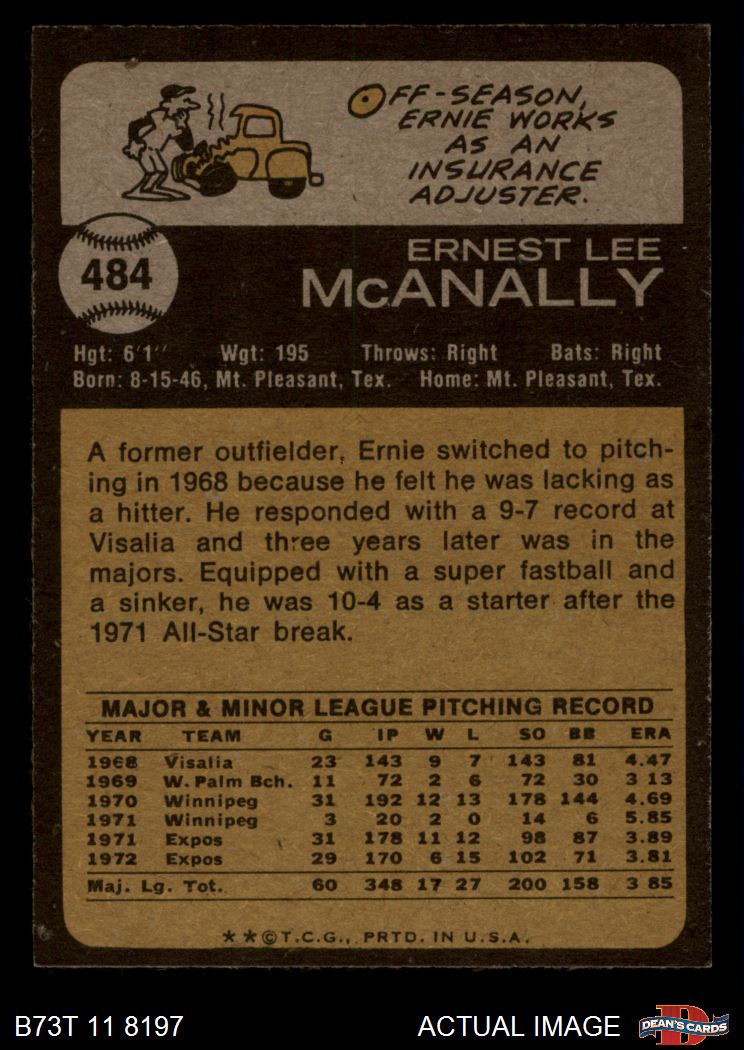 OFF-SEASON,
ERNIE WORKS
AS AN
INSURANCE
ADJUSTER.
484
ERNEST LEE
McANALLY
Hgt: 6'1" Wgt: 195 Throws: Right Bats: Right
Born: 8-15-46, Mt. Pleasant, Tex. Home: Mt. Pleasant, Tex.
A former outfielder, Ernie switched to pitch-
ing in 1968 because he felt he was lacking as
a hitter. He responded with a 9-7 record at
Visalia and three years later was in the
majors. Equipped with a super fastball and
a sinker, he was 10-4 as a starter after the
1971 All-Star break.
MAJOR & MINOR LEAGUE PITCHING RECORD
YEAR TEAM G IP W L SO BB ERA
1968 Visalia 23 143 9 7 143 81 4.47
1969 W. Palm Bch. 11 72 2 6 72 30 3 13
1970 Winnipeg 31 192 12 13 178 144 4.69
1971 Winnipeg 3 20 2 0 14 6 5.85
1971 Expos 31 178 11 12 98 87 3.89
1972 Expos 29 170 6 15 102 71 3.81
Maj. Lg. Tot. 60 348 17 27 200 158 3 85
★★©T.C.G., PRTD. IN U.S.A.
B73T 11 8197 ACTUAL IMAGE D DEAN'S CARDS